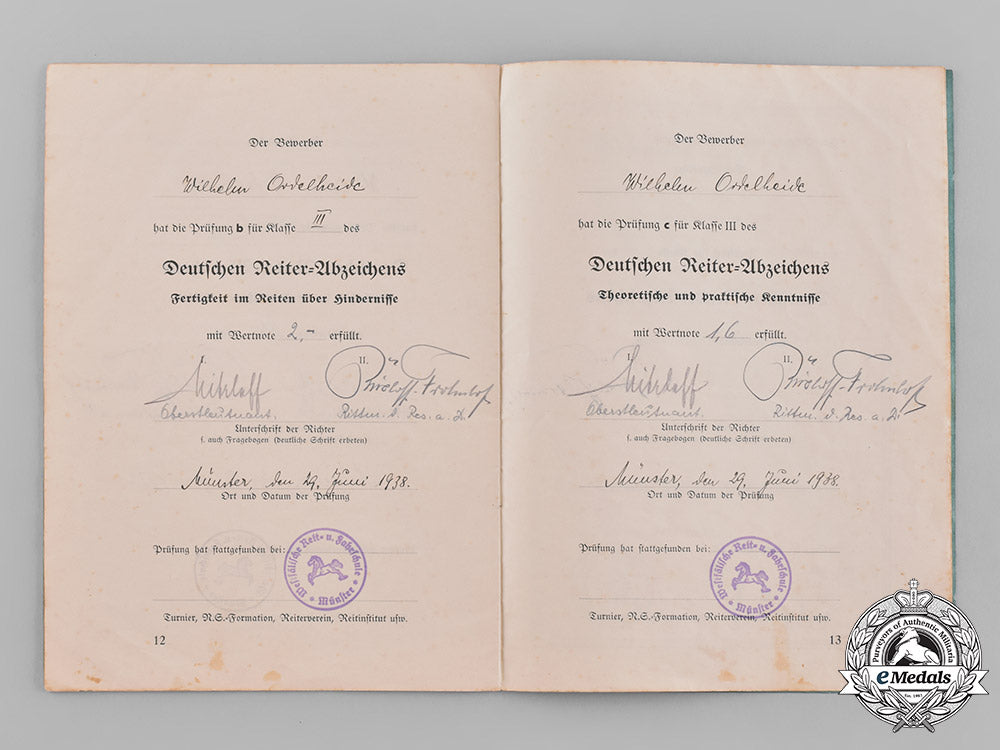 Der Bewerber
Wilhelm Ordelheide
hat die Prüfung b für Klasse III des
Deutschen Reiter=Abzeichens
Fertigkeit im Reiten über Hindernisse
mit Wertnote 2,- erfüllt.
I. II.
Oberstleutnant. Rittm. d. Res. a. D.
Unterschrift der Richter
s. auch Fragebogen (deutliche Schrift erbeten)
Münster, den 29. Juni 1938.
Ort und Datum der Prüfung
Prüfung hat stattgefunden bei:
Westfälische Reit- u. Fahrschule
* Münster *
Turnier, N.S.-Formation, Reiterverein, Reitinstitut usw.
12
Der Bewerber
Wilhelm Ordelheide
hat die Prüfung c für Klasse III des
Deutschen Reiter=Abzeichens
Theoretische und praktische Kenntnisse
mit Wertnote 1,6 erfüllt.
I. II.
Oberstleutnant. Rittm. d. Res. a. D.
Unterschrift der Richter
s. auch Fragebogen (deutliche Schrift erbeten)
Münster, den 29. Juni 1938.
Ort und Datum der Prüfung
Prüfung hat stattgefunden bei:
Westfälische Reit- u. Fahrschule
* Münster *
Turnier, N.S.-Formation, Reiterverein, Reitinstitut usw.
13
Purveyors of Authentic Militaria
eMedals